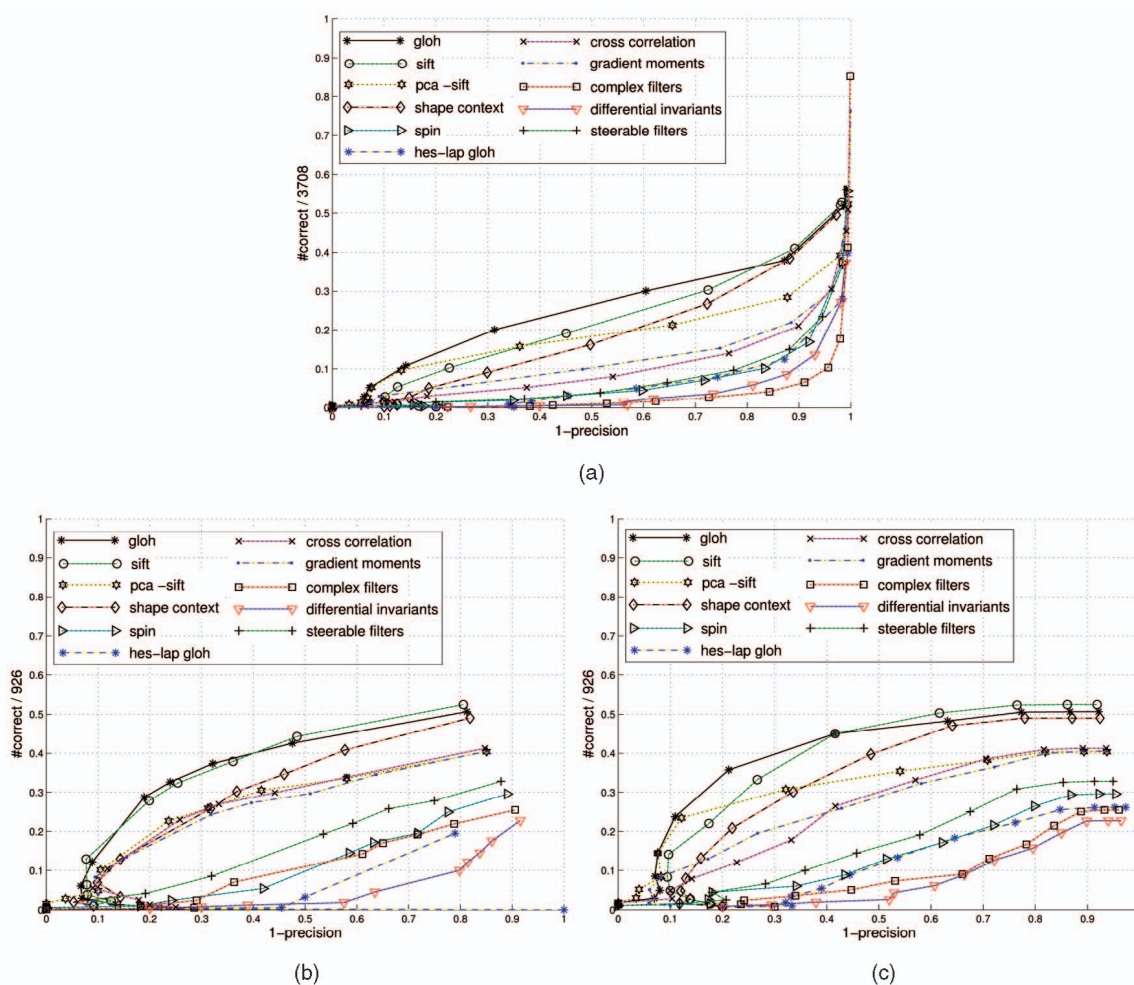 1
0.9
0.8
0.7
0.6
0.5
0.4
0.3
0.2
0.1
0
#correct / 3708
gloh
sift
pca –sift
shape context
spin
hes–lap gloh
cross correlation
gradient moments
complex filters
differential invariants
steerable filters
0 0.1 0.2 0.3 0.4 0.5 0.6 0.7 0.8 0.9 1
1–precision
(a)
1
0.9
0.8
0.7
0.6
0.5
0.4
0.3
0.2
0.1
0
#correct / 926
gloh
sift
pca –sift
shape context
spin
hes–lap gloh
cross correlation
gradient moments
complex filters
differential invariants
steerable filters
0 0.1 0.2 0.3 0.4 0.5 0.6 0.7 0.8 0.9 1
1–precision
(b)
1
0.9
0.8
0.7
0.6
0.5
0.4
0.3
0.2
0.1
0
#correct / 926
gloh
sift
pca –sift
shape context
spin
hes–lap gloh
cross correlation
gradient moments
complex filters
differential invariants
steerable filters
0 0.1 0.2 0.3 0.4 0.5 0.6 0.7 0.8 0.9 1
1–precision
(c)